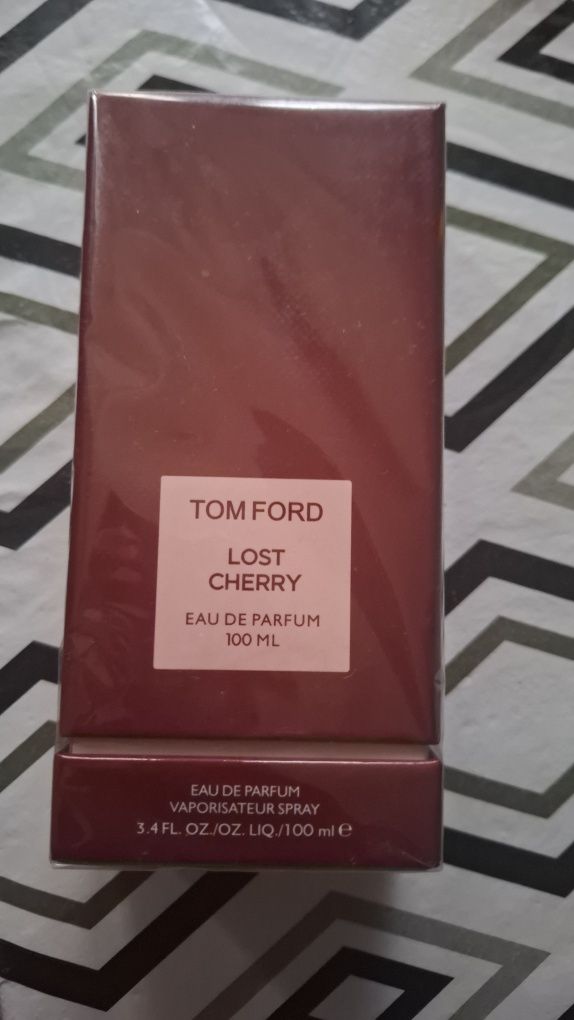 TOM FORD
LOST
CHERRY
EAU DE PARFUM
100 ML
EAU DE PARFUM
VAPORISATEUR SPRAY
3.4 FL. OZ./OZ. LIQ./100 ml ℮